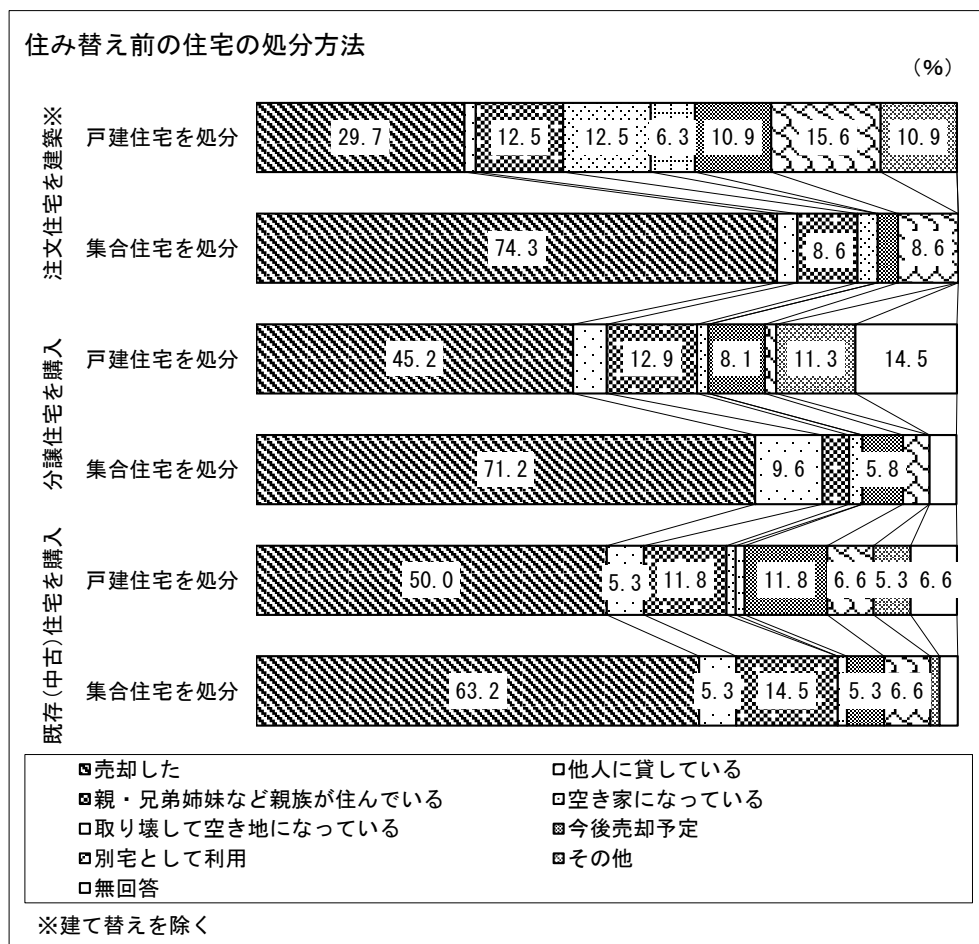 住み替え前の住宅の処分方法
(%)
注文住宅を建築※
戸建住宅を処分
29.7 12.5 12.5 6.3 10.9 15.6 10.9
集合住宅を処分
74.3 8.6 8.6
分譲住宅を購入
戸建住宅を処分
45.2 12.9 8.1 11.3 14.5
集合住宅を処分
71.2 9.6 5.8
既存(中古)住宅を購入
戸建住宅を処分
50.0 5.3 11.8 11.8 6.6 5.3 6.6
集合住宅を処分
63.2 5.3 14.5 5.3 6.6
売却した 他人に貸している
親・兄弟姉妹など親族が住んでいる 空き家になっている
取り壊して空き地になっている 今後売却予定
別宅として利用 その他
無回答
※建て替えを除く